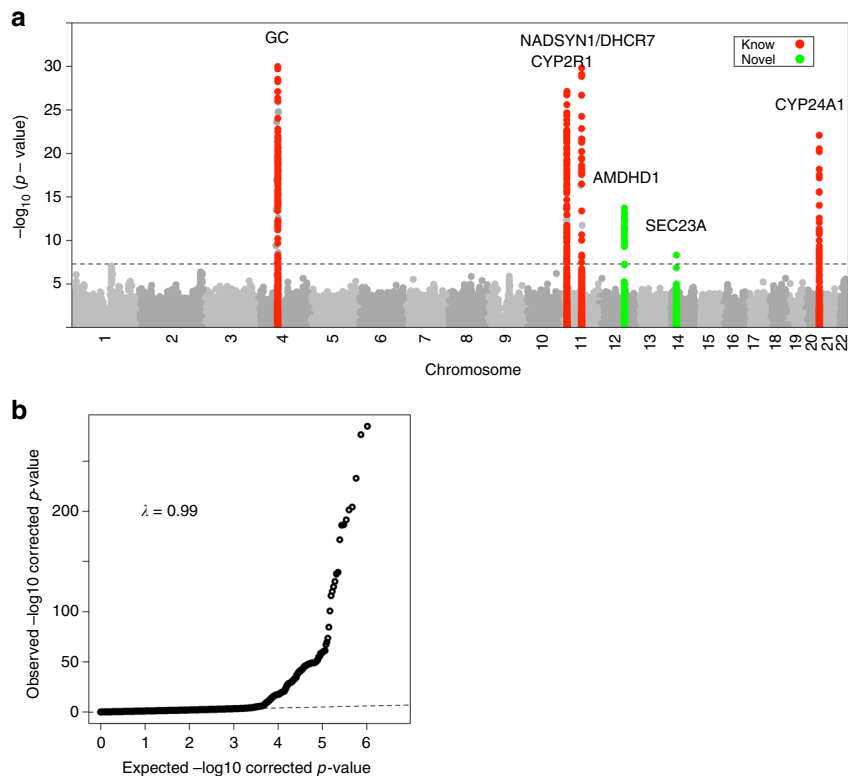 a
GC
NADSYN1/DHCR7
CYP2R1
Know
Novel
CYP24A1
AMDHD1
SEC23A
–log10 (p – value)
35
30
25
20
15
10
5
1 2 3 4 5 6 7 8 9 10 11 12 13 14 15 16 17 18 19 20 21 22
Chromosome
b
Observed –log10 corrected p-value
λ = 0.99
200
100
50
0
0 1 2 3 4 5 6
Expected –log10 corrected p-value